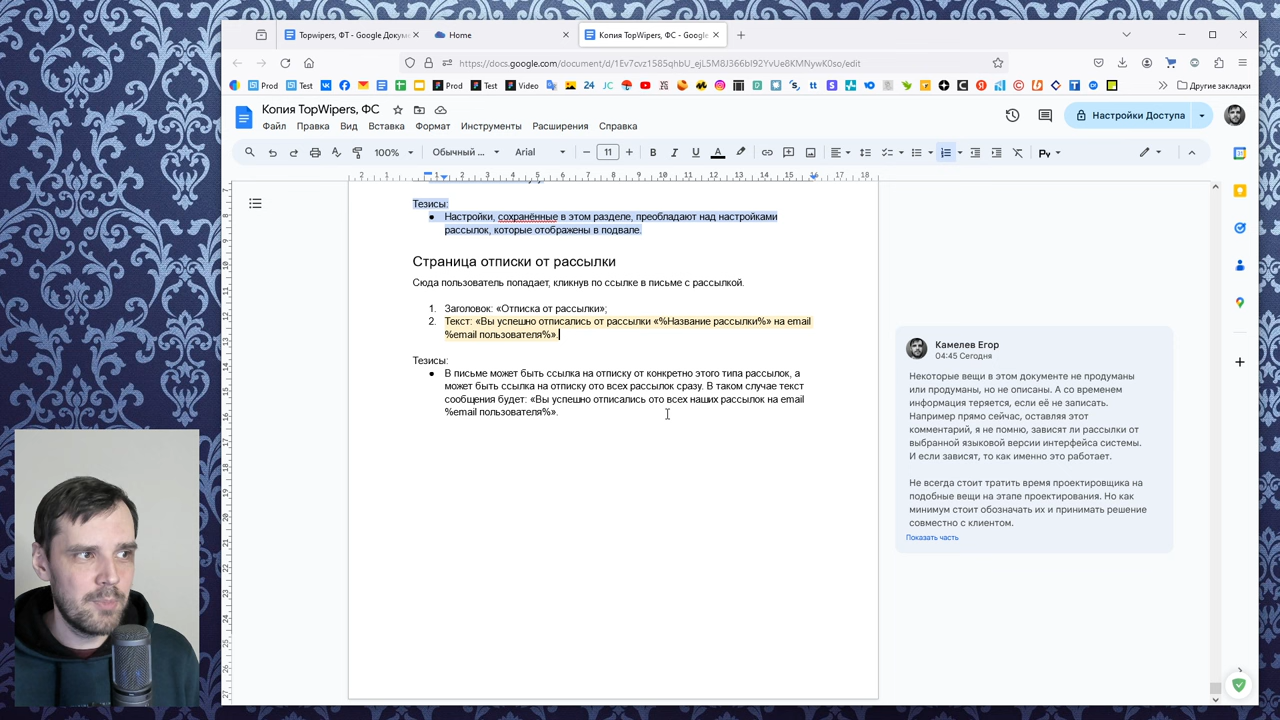 Topwipers, ФТ - Google Докум
Home
Копия TopWipers, ФС - Google
https://docs.google.com/document/d/1Ev7cvz1585qhbU_ejL5M8J366bl92YvUe8KMNywK0so/edit
Prod
Test
Prod
Test
Video
24
JC
tt
Другие закладки
Копия TopWipers, ФС
Файл Правка Вид Вставка Формат Инструменты Расширения Справка
Настройки Доступа
100%
Обычный ...
Arial
11
Тезисы:
● Настройки, сохранённые в этом разделе, преобладают над настройками
рассылок, которые отображены в подвале.
Страница отписки от рассылки
Сюда пользователь попадает, кликнув по ссылке в письме с рассылкой.
1. Заголовок: «Отписка от рассылки»;
2. Текст: «Вы успешно отписались от рассылки «%Название рассылки%» на email
%email пользователя%».
Тезисы:
● В письме может быть ссылка на отписку от конкретно этого типа рассылок, а
может быть ссылка на отписку ото всех рассылок сразу. В таком случае текст
сообщения будет: «Вы успешно отписались ото всех наших рассылок на email
%email пользователя%».
Камелев Егор
04:45 Сегодня
Некоторые вещи в этом документе не продуманы
или продуманы, но не описаны. А со временем
информация теряется, если её не записать.
Например прямо сейчас, оставляя этот
комментарий, я не помню, зависят ли рассылки от
выбранной языковой версии интерфейса системы.
И если зависят, то как именно это работает.
Не всегда стоит тратить время проектировщика на
подобные вещи на этапе проектирования. Но как
минимум стоит обозначать их и принимать решение
совместно с клиентом.
Показать часть